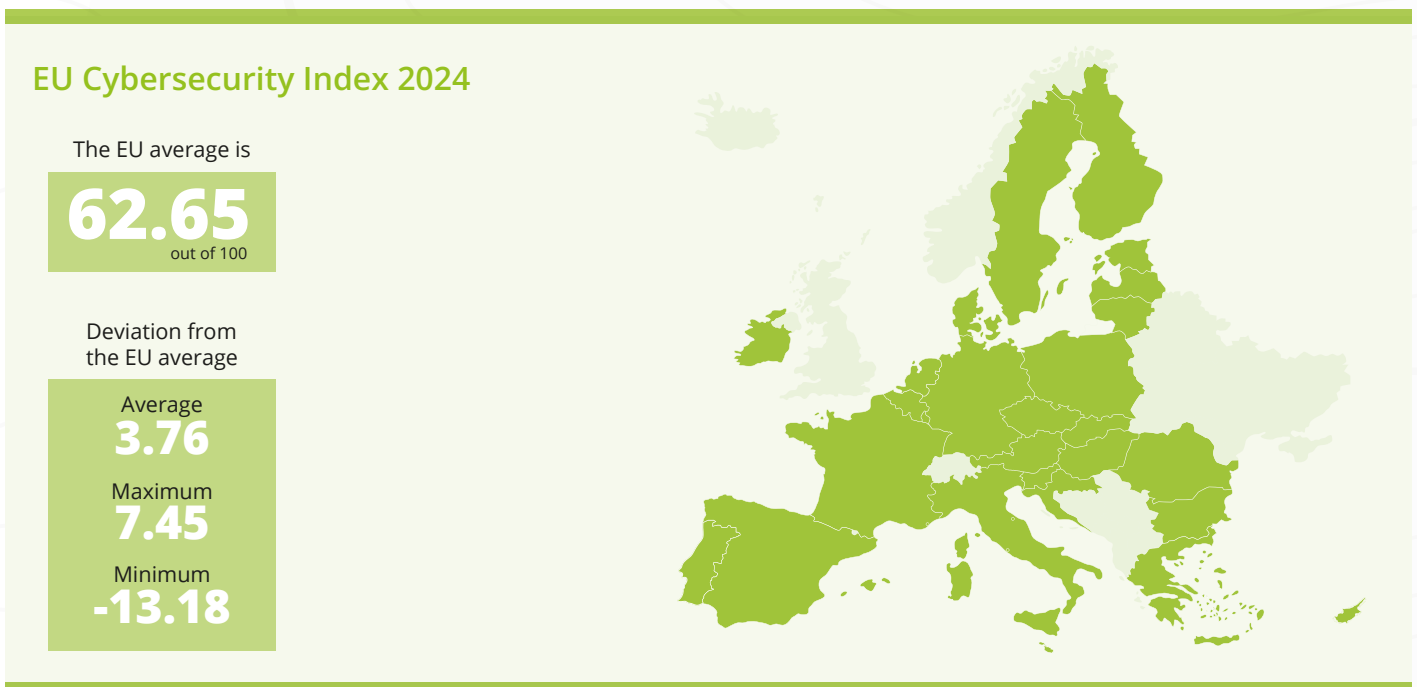 EU Cybersecurity Index 2024
The EU average is
62.65
out of 100
Deviation from
the EU average
Average
3.76
Maximum
7.45
Minimum
-13.18